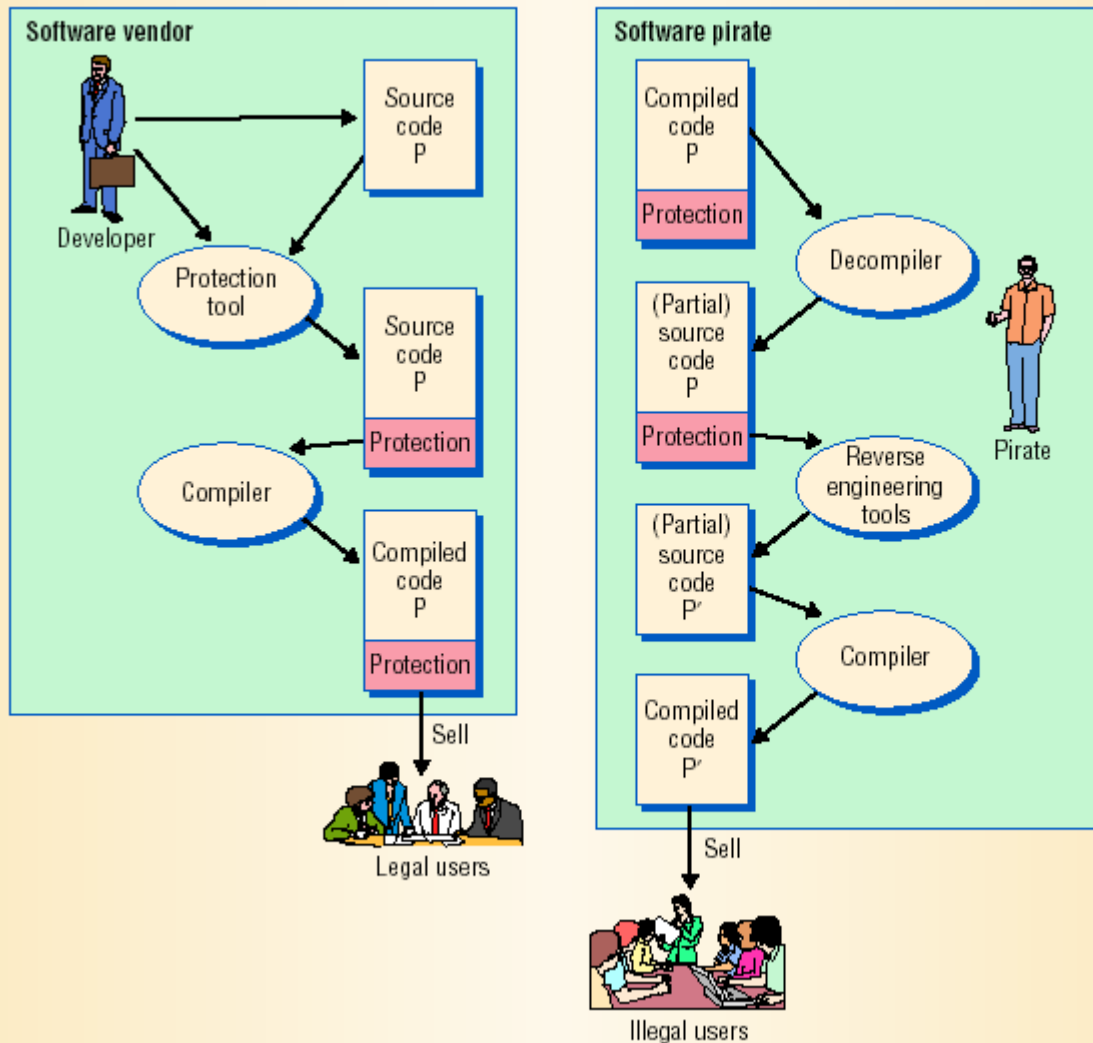 Software vendor
Source
code
P
Developer
Protection
tool
Source
code
P
Protection
Compiler
Compiled
code
P
Protection
Sell
Legal users
Software pirate
Compiled
code
P
Protection
Decompiler
(Partial)
source
code
P
Protection
Pirate
Reverse
engineering
tools
(Partial)
source
code
P′
Compiler
Compiled
code
P′
Sell
Illegal users